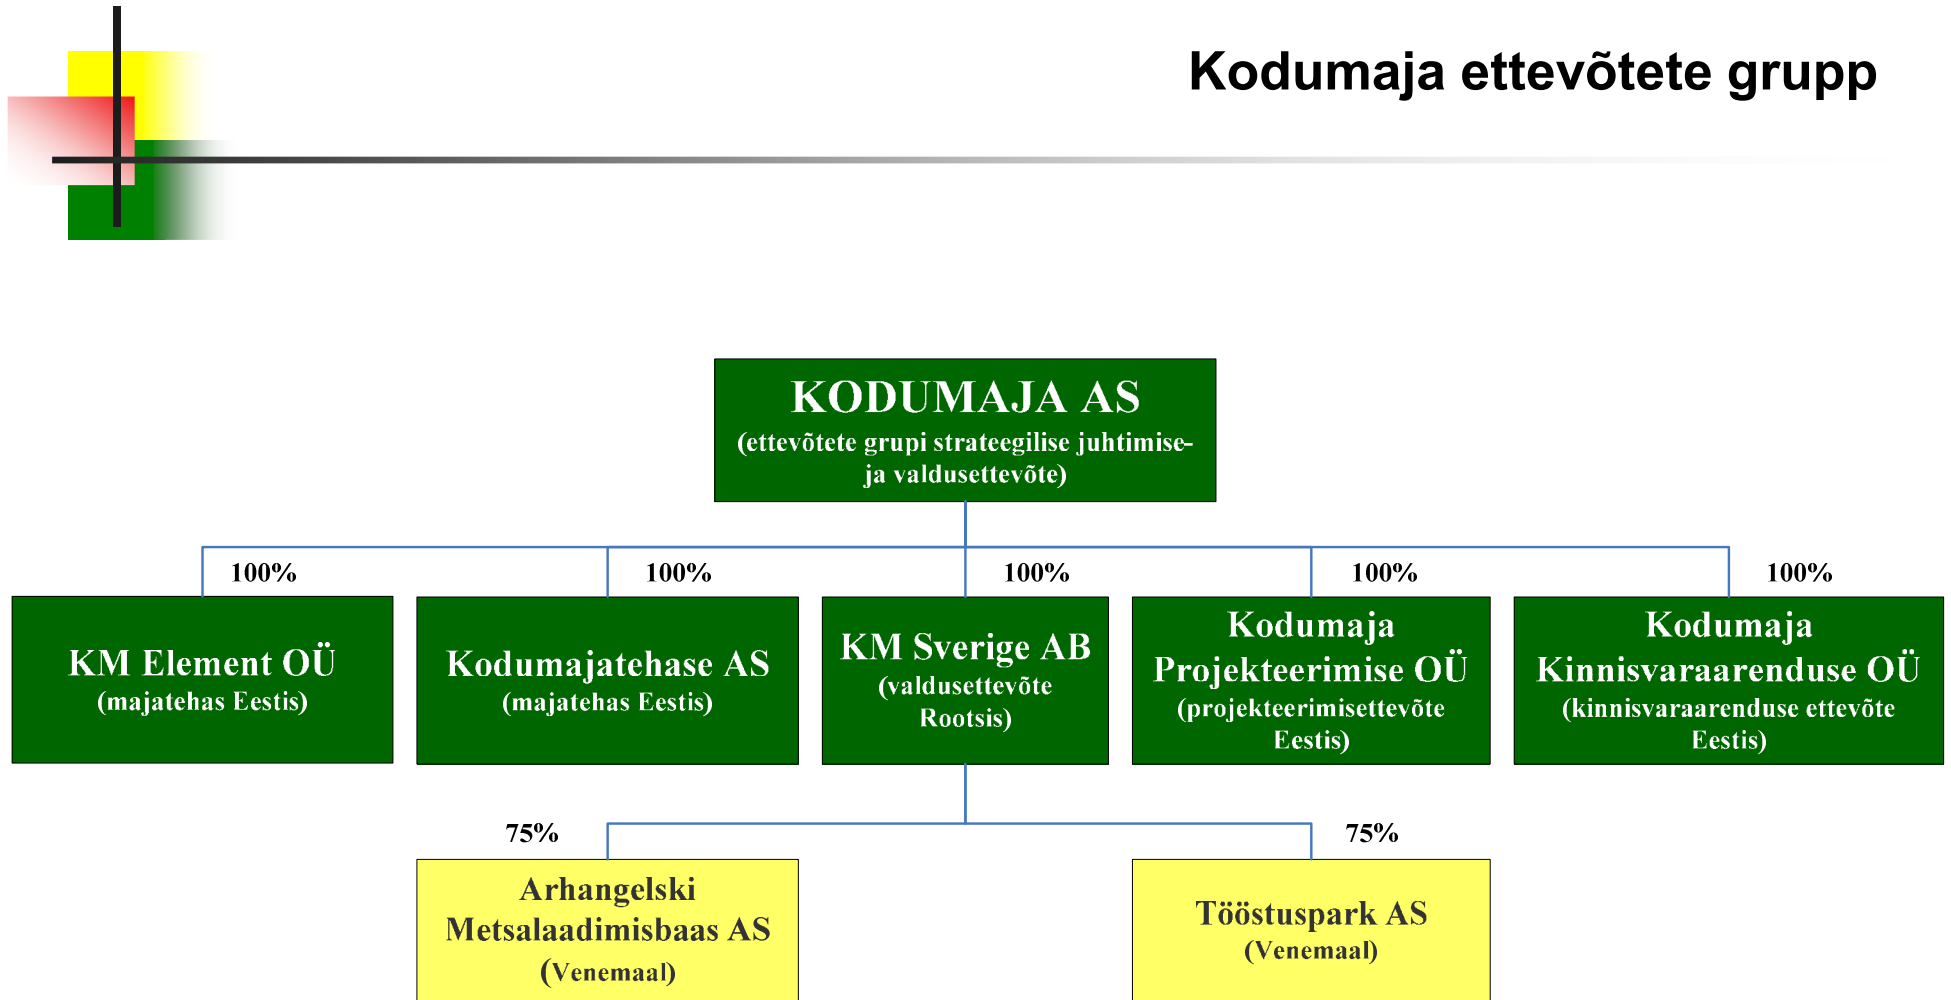 Kodumaja ettevõtete grupp
KODUMAJA AS
(ettevõtete grupi strateegilise juhtimise-
ja valdusettevõte)
100%
100%
100%
100%
100%
KM Element OÜ
(majatehas Eestis)
Kodumajatehase AS
(majatehas Eestis)
KM Sverige AB
(valdusettevõte
Rootsis)
Kodumaja
Projekteerimise OÜ
(projekteerimisettevõte
Eestis)
Kodumaja
Kinnisvaraarenduse OÜ
(kinnisvaraarenduse ettevõte
Eestis)
75%
75%
Arhangelski
Metsalaadimisbaas AS
(Venemaal)
Tööstuspark AS
(Venemaal)